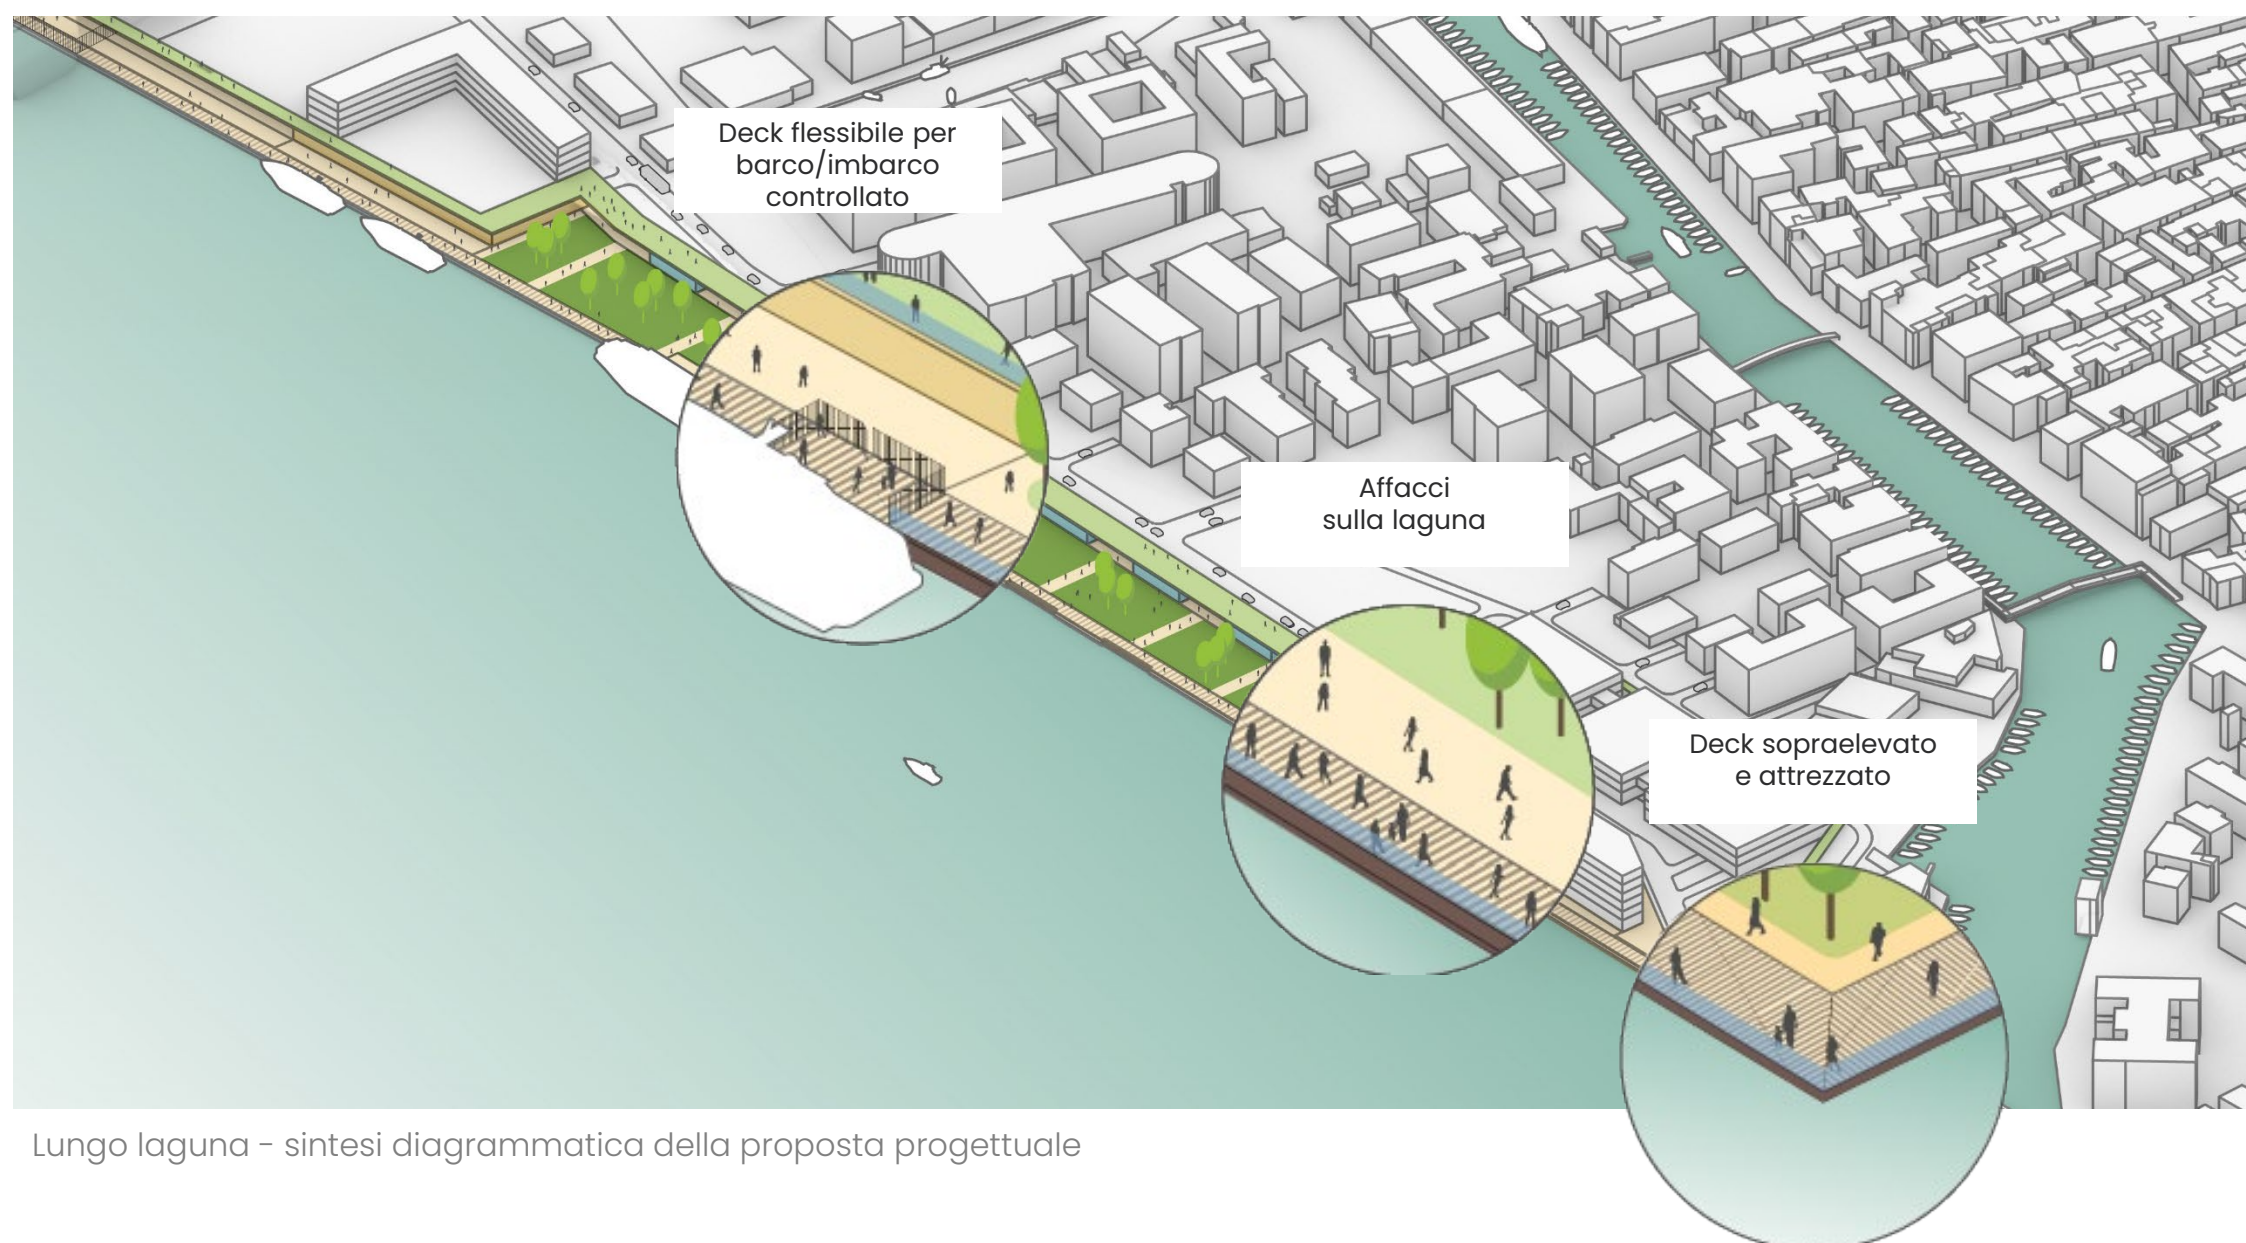 Deck flessibile per
barco/imbarco
controllato
Affacci
sulla laguna
Deck sopraelevato
e attrezzato
Lungo laguna - sintesi diagrammatica della proposta progettuale